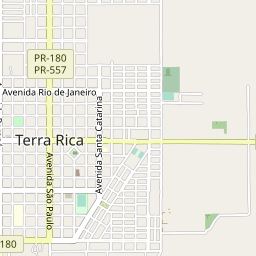 PR-180
PR-557
Avenida Rio de Janeiro
Avenida Santa Catarina
Terra Rica
Avenida São Paulo
180